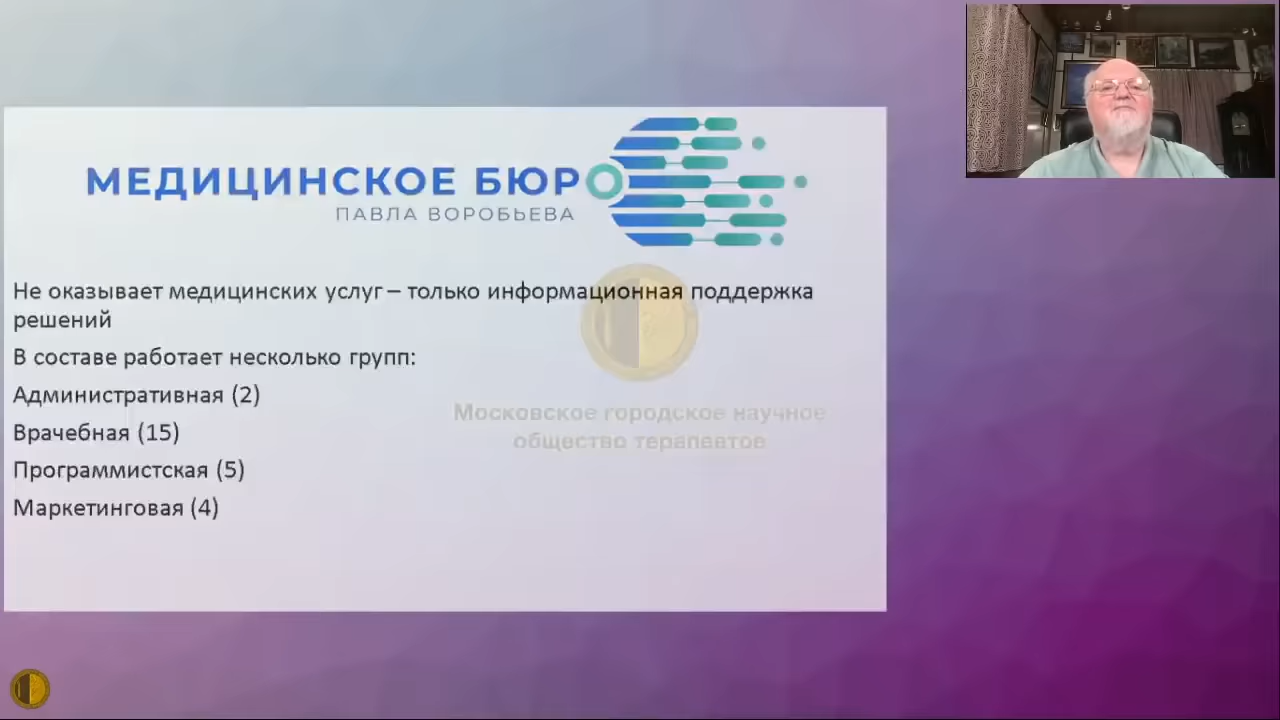 МЕДИЦИНСКОЕ БЮРО
ПАВЛА ВОРОБЬЕВА
Не оказывает медицинских услуг – только информационная поддержка
решений
В составе работает несколько групп:
Административная (2)
Московское городское научное
общество терапевтов
Врачебная (15)
Программистская (5)
Маркетинговая (4)